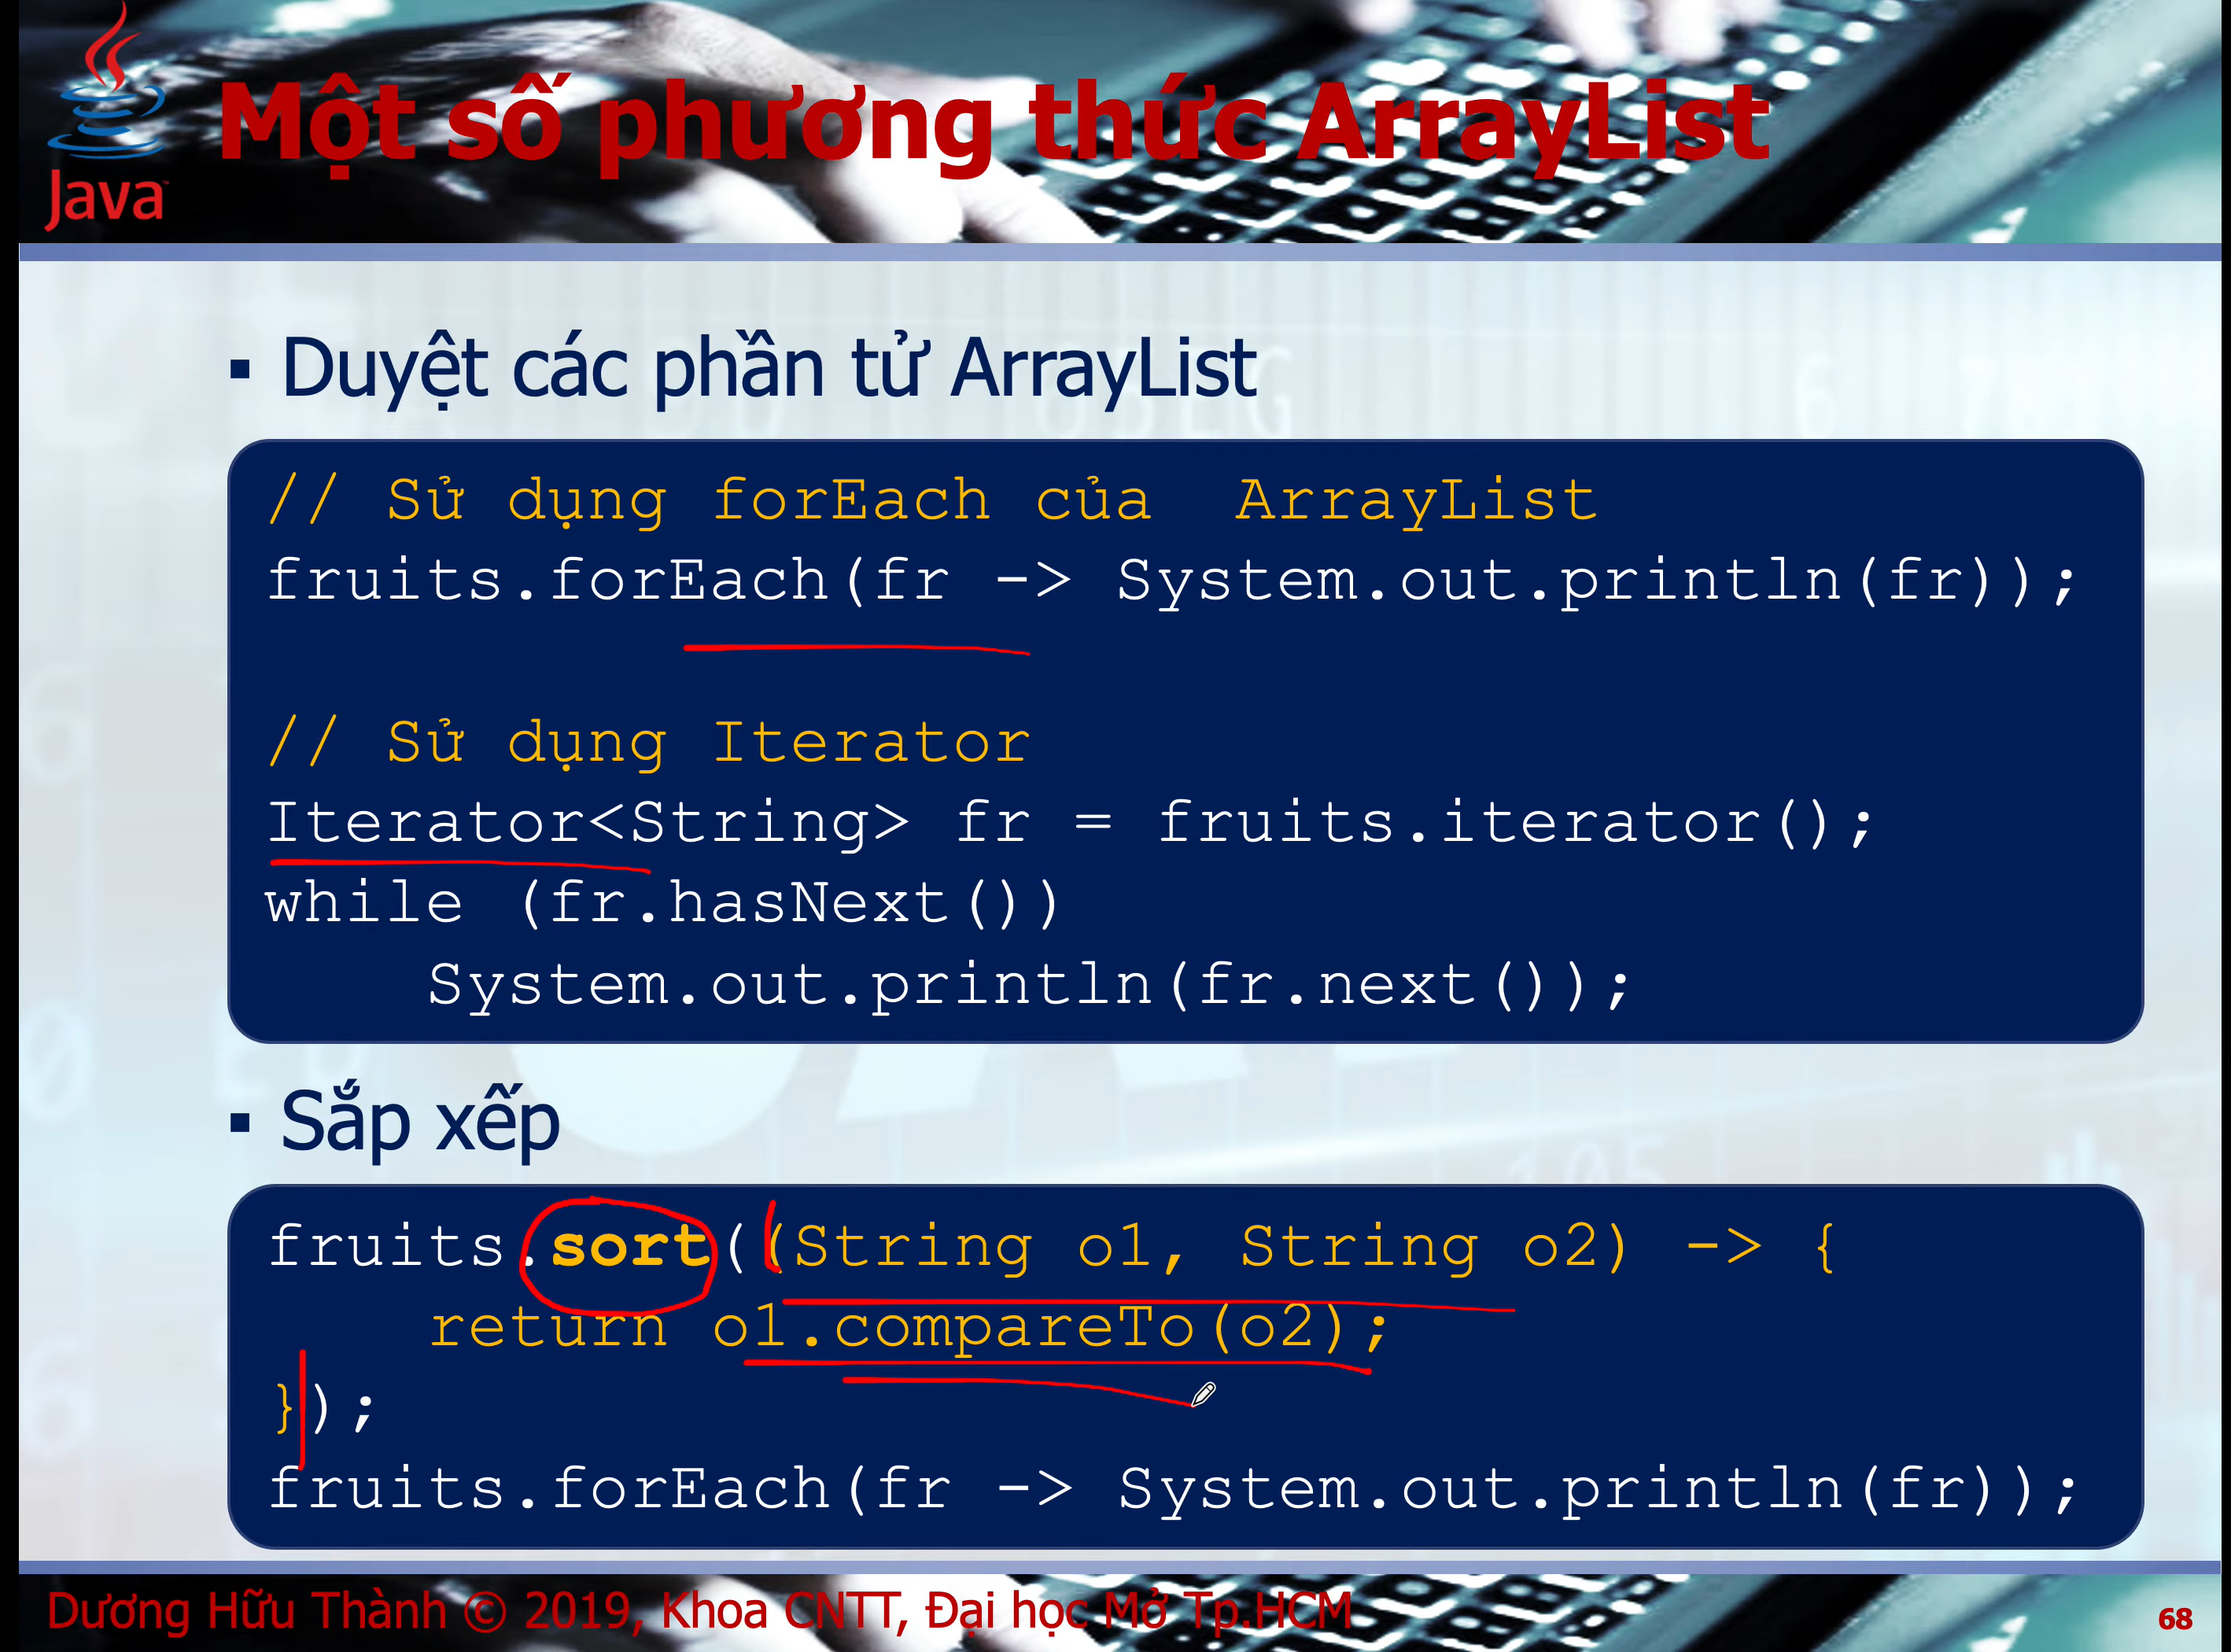 Java
Một số phương thức ArrayList
▪ Duyệt các phần tử ArrayList
// Sử dụng forEach của  ArrayList
fruits.forEach(fr -> System.out.println(fr));
// Sử dụng Iterator
Iterator<String> fr = fruits.iterator();
while (fr.hasNext())
    System.out.println(fr.next());
▪ Sắp xếp
fruits.sort((String o1, String o2) -> {
    return o1.compareTo(o2);
});
fruits.forEach(fr -> System.out.println(fr));
Dương Hữu Thành © 2019, Khoa CNTT, Đại học Mở Tp.HCM
68